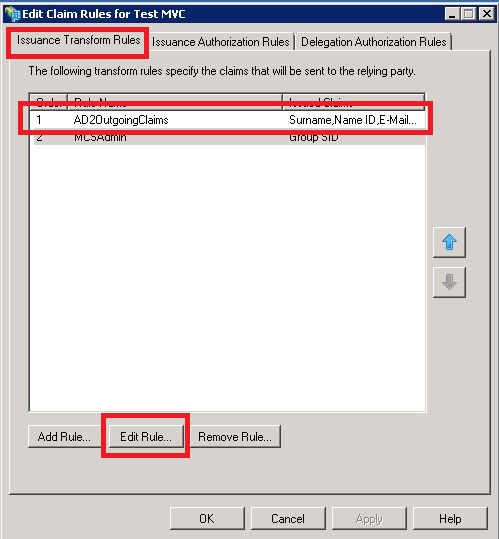 Edit Claim Rules for Test MVC
Issuance Transform Rules Issuance Authorization Rules Delegation Authorization Rules
The following transform rules specify the claims that will be sent to the relying party.
Order Rule Name Issued Claims
1 AD2OutgoingClaims Surname,Name ID,E-Mail...
2 MCSAdmin Group SID
Add Rule... Edit Rule... Remove Rule...
OK Cancel Apply Help